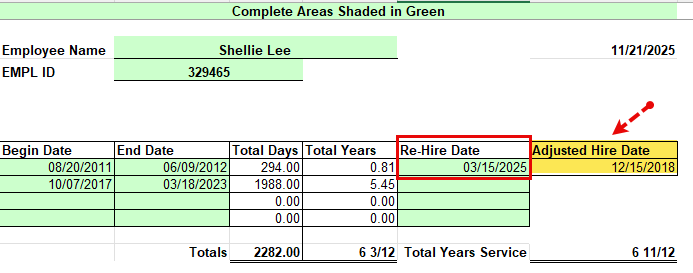 Complete Areas Shaded in Green
Employee Name Shellie Lee 11/21/2025
EMPL ID 329465
Begin Date End Date Total Days Total Years Re-Hire Date Adjusted Hire Date
08/20/2011 06/09/2012 294.00 0.81 03/15/2025 12/15/2018
10/07/2017 03/18/2023 1988.00 5.45
0.00 0.00
0.00 0.00
Totals 2282.00 6 3/12 Total Years Service 6 11/12